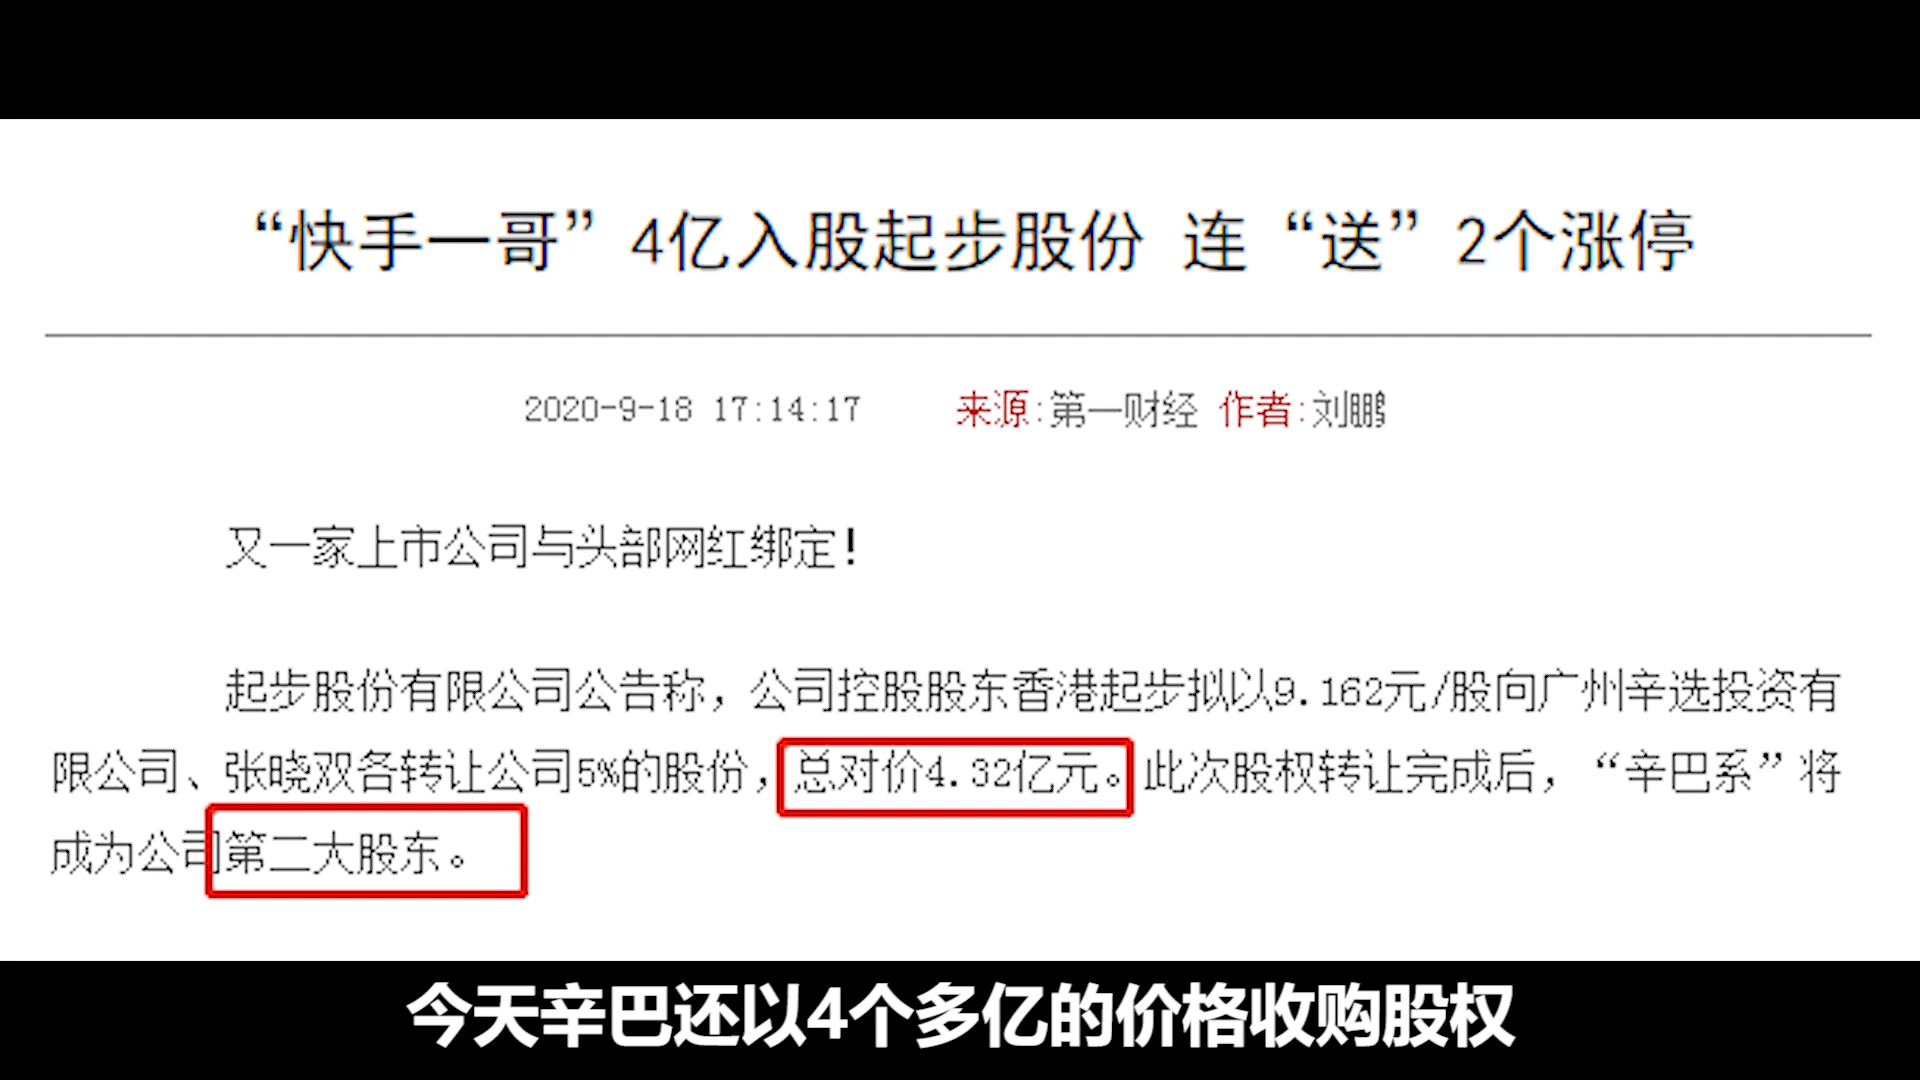 “快手一哥”4亿入股起步股份 连“送”2个涨停
2020-9-18 17:14:17 来源:第一财经 作者:刘鹏
又一家上市公司与头部网红绑定!
起步股份有限公司公告称，公司控股股东香港起步拟以9.162元/股向广州辛选投资有
限公司、张晓双各转让公司5%的股份，总对价4.32亿元。此次股权转让完成后，“辛巴系”将
成为公司第二大股东。
今天辛巴还以4个多亿的价格收购股权